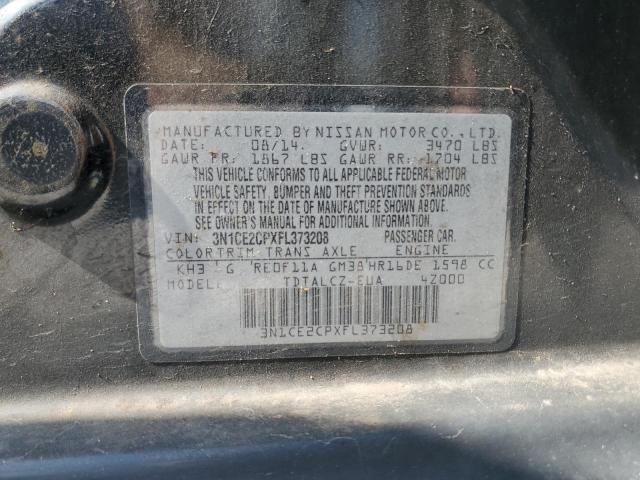 MANUFACTURED BY NISSAN MOTOR CO., LTD.
DATE: 08/14. GVWR: 3470 LBS
GAWR FR: 1867 LBS GAWR RR: 1704 LBS
THIS VEHICLE CONFORMS TO ALL APPLICABLE FEDERAL MOTOR
VEHICLE SAFETY, BUMPER AND THEFT PREVENTION STANDARDS
IN EFFECT ON THE DATE OF MANUFACTURE SHOWN ABOVE.
SEE OWNER'S MANUAL FOR ADDITIONAL INFORMATION.
VIN: 3N1CE2CPXFL373208 PASSENGER CAR.
COLOR TRIM TRANS AXLE ENGINE
KH3 G RE0F11A GM38 HR16DE 1598 CC
MODEL: TDTALCZ-EUA 4Z000
3N1CE2CPXFL373208